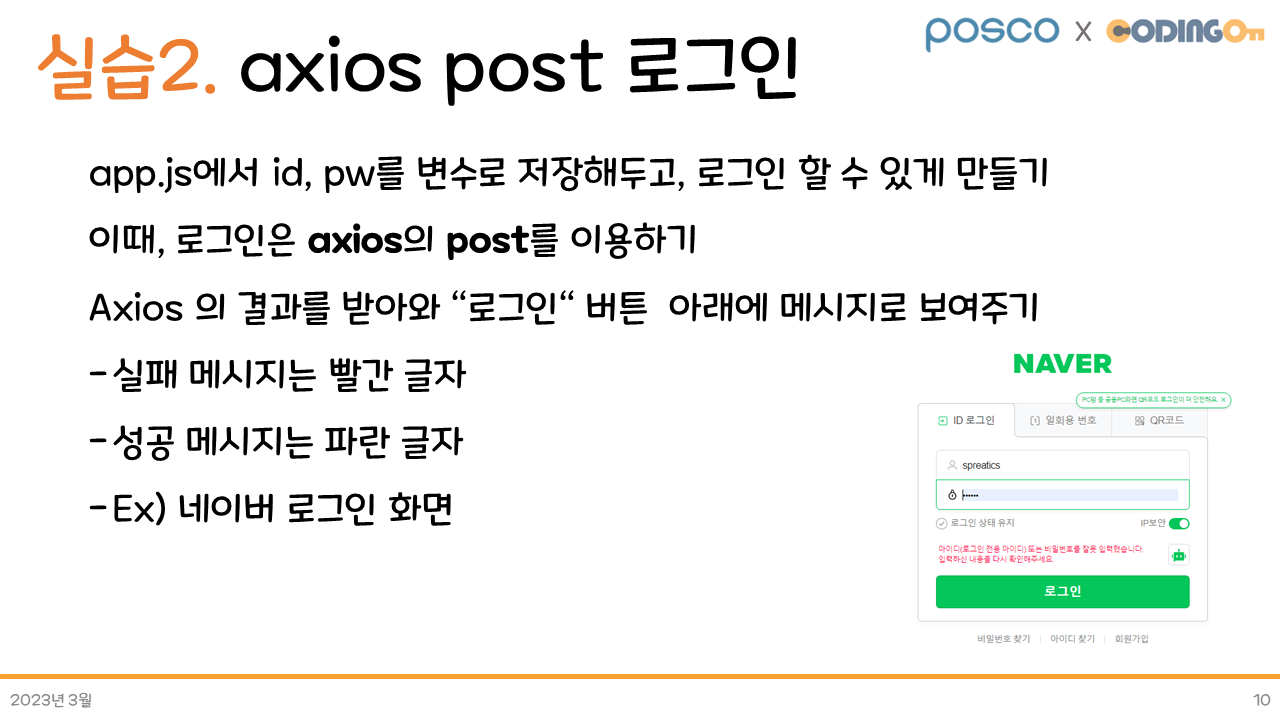 실습2. axios post 로그인
posco X CODINGOn
app.js에서 id, pw를 변수로 저장해두고, 로그인 할 수 있게 만들기
이때, 로그인은 axios의 post를 이용하기
Axios 의 결과를 받아와 “로그인“ 버튼 아래에 메시지로 보여주기
-실패 메시지는 빨간 글자
-성공 메시지는 파란 글자
-Ex) 네이버 로그인 화면
NAVER
PC방 등 공용PC라면 QR코드 로그인이 더 안전해요. ×
ID 로그인 일회용 번호 QR코드
spreatics
••••••
로그인 상태 유지 IP보안
아이디(로그인 전용 아이디) 또는 비밀번호를 잘못 입력했습니다.
입력하신 내용을 다시 확인해주세요.
로그인
비밀번호 찾기 | 아이디 찾기 | 회원가입
2023년 3월
10